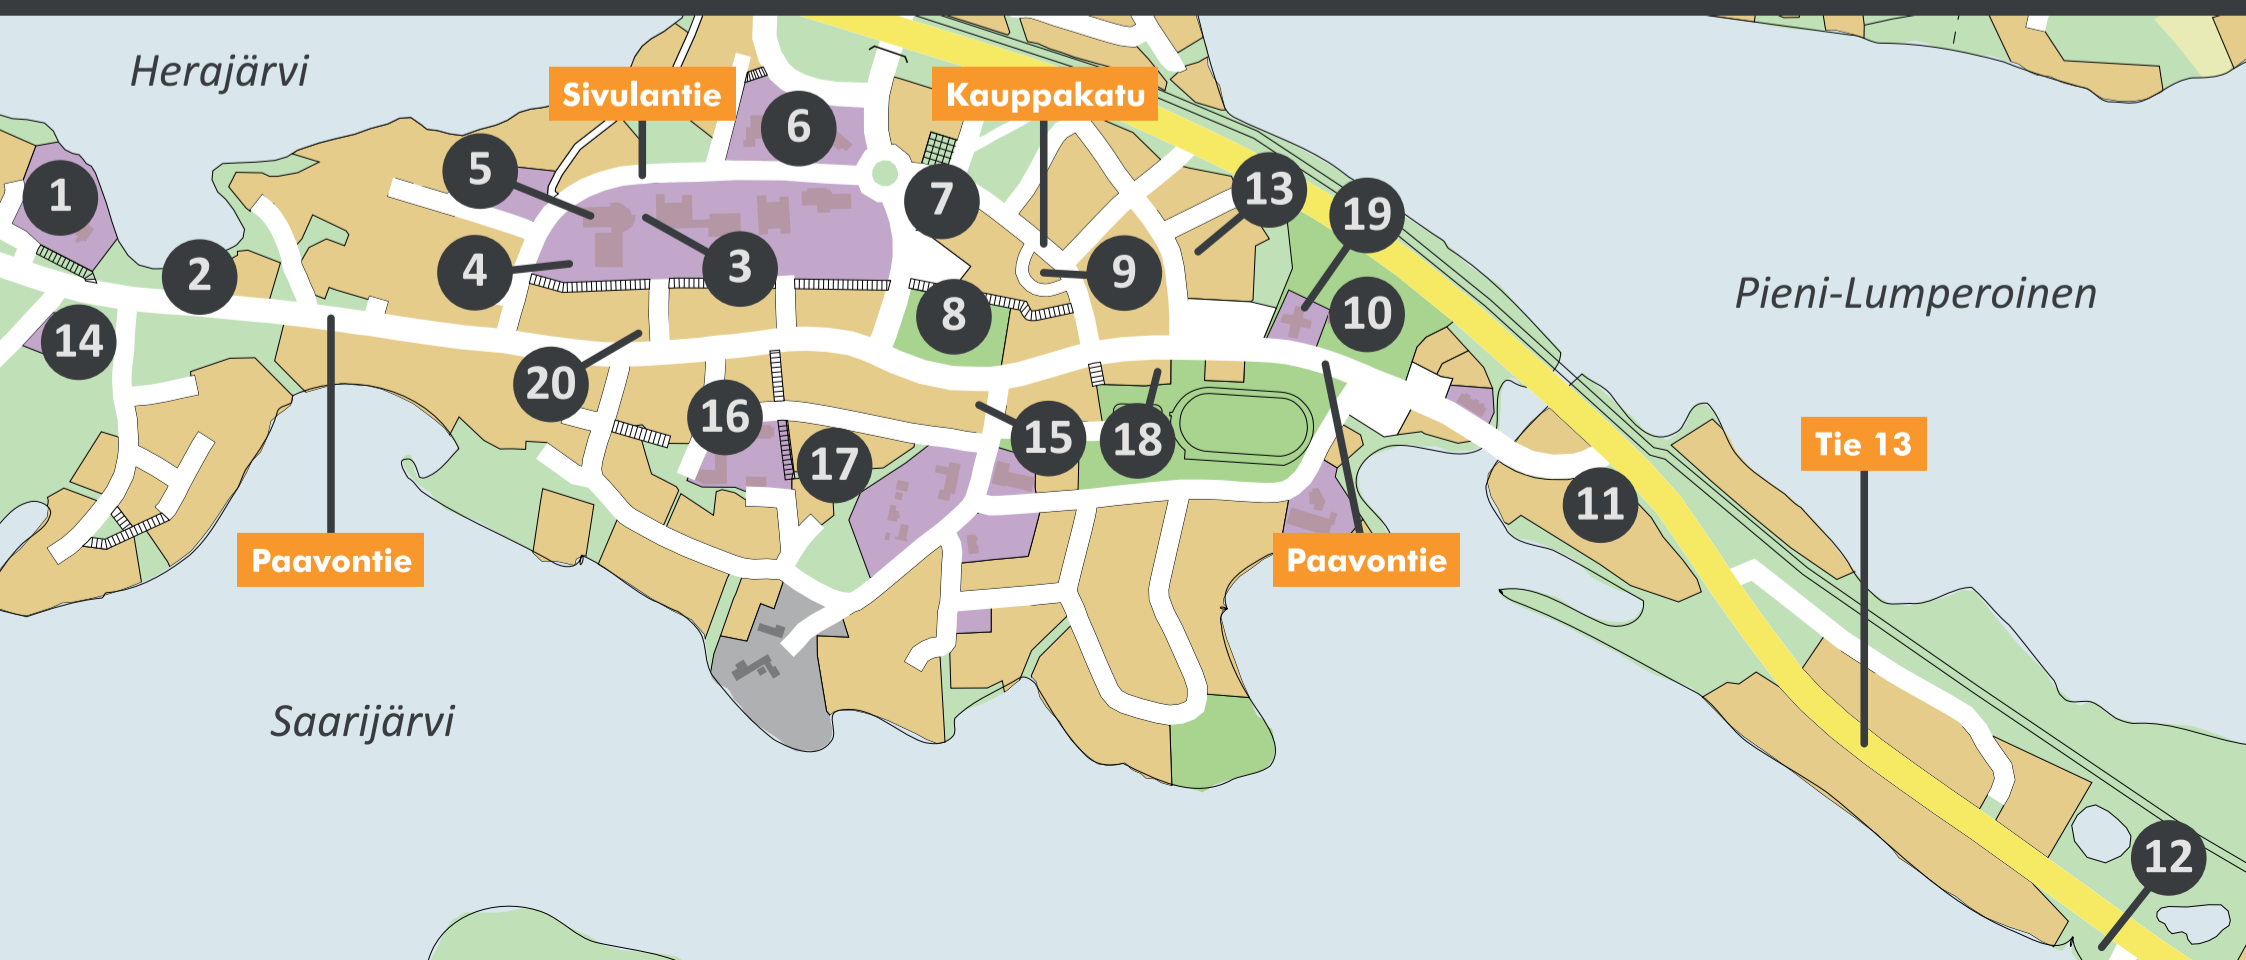 Herajärvi
Sivulantie
Kauppakatu
6
5
1
7
13
19
3
4
2
9
Pieni-Lumperoinen
8
10
14
20
16
15
18
17
Tie 13
11
Paavontie
Paavontie
Saarijärvi
12